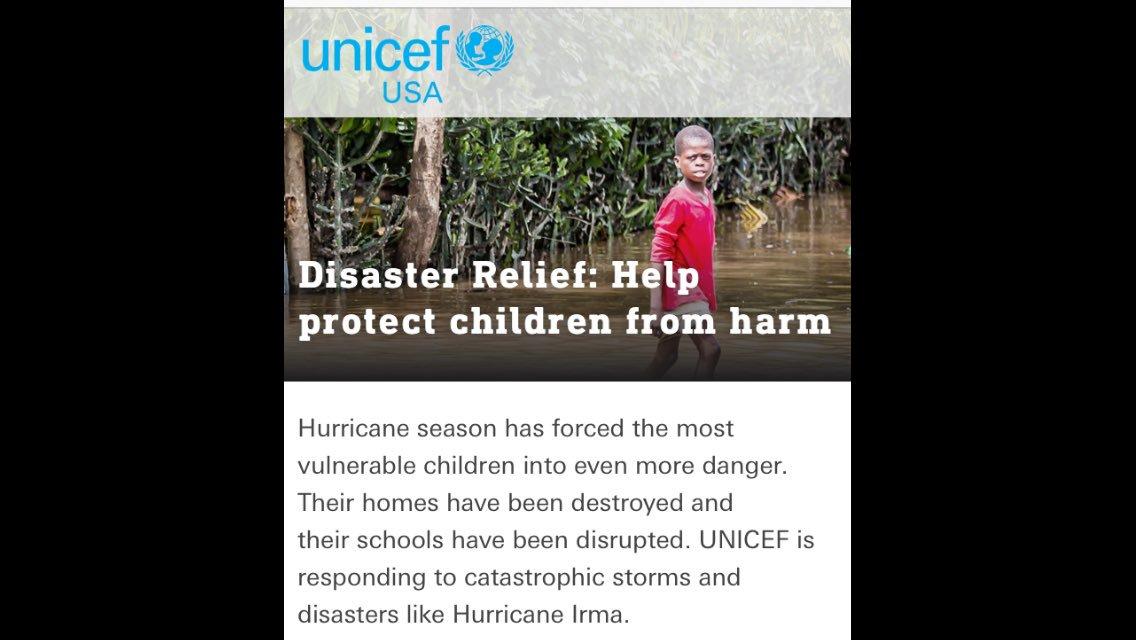 unicef
USA
Disaster Relief: Help
protect children from harm
Hurricane season has forced the most
vulnerable children into even more danger.
Their homes have been destroyed and
their schools have been disrupted. UNICEF is
responding to catastrophic storms and
disasters like Hurricane Irma.